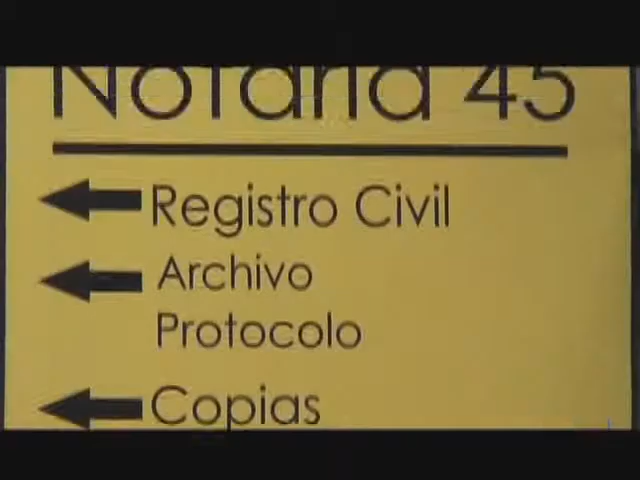 Notaria 45
Registro Civil
Archivo
Protocolo
Copias